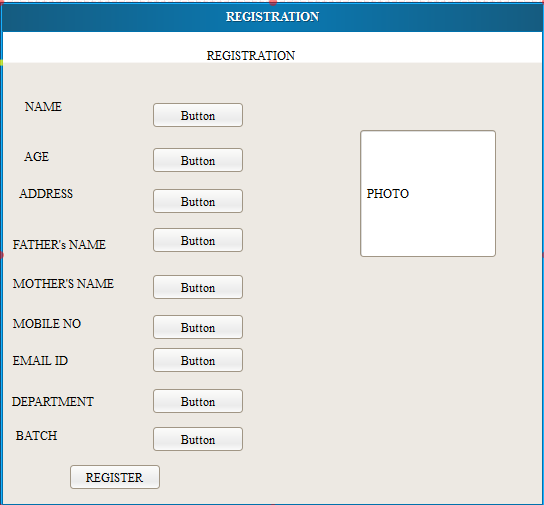 REGISTRATION
REGISTRATION
NAME Button
AGE Button
ADDRESS Button
PHOTO
FATHER's NAME Button
MOTHER'S NAME Button
MOBILE NO Button
EMAIL ID Button
DEPARTMENT Button
BATCH Button
REGISTER